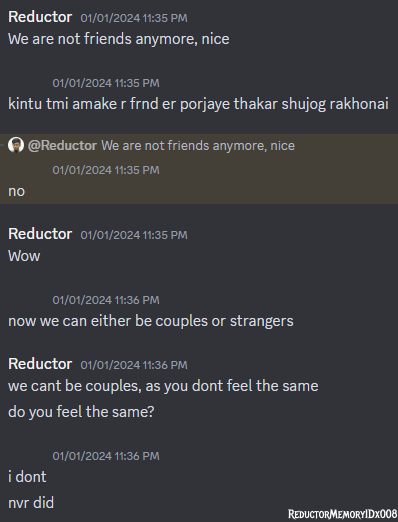 Reductor 01/01/2024 11:35 PM
We are not friends anymore, nice
01/01/2024 11:35 PM
kintu tmi amake r frnd er porjaye thakar shujog rakhonai
@Reductor We are not friends anymore, nice
01/01/2024 11:35 PM
no
Reductor 01/01/2024 11:35 PM
Wow
01/01/2024 11:36 PM
now we can either be couples or strangers
Reductor 01/01/2024 11:36 PM
we cant be couples, as you dont feel the same
do you feel the same?
01/01/2024 11:36 PM
i dont
nvr did
ReductorMemoryIDx008